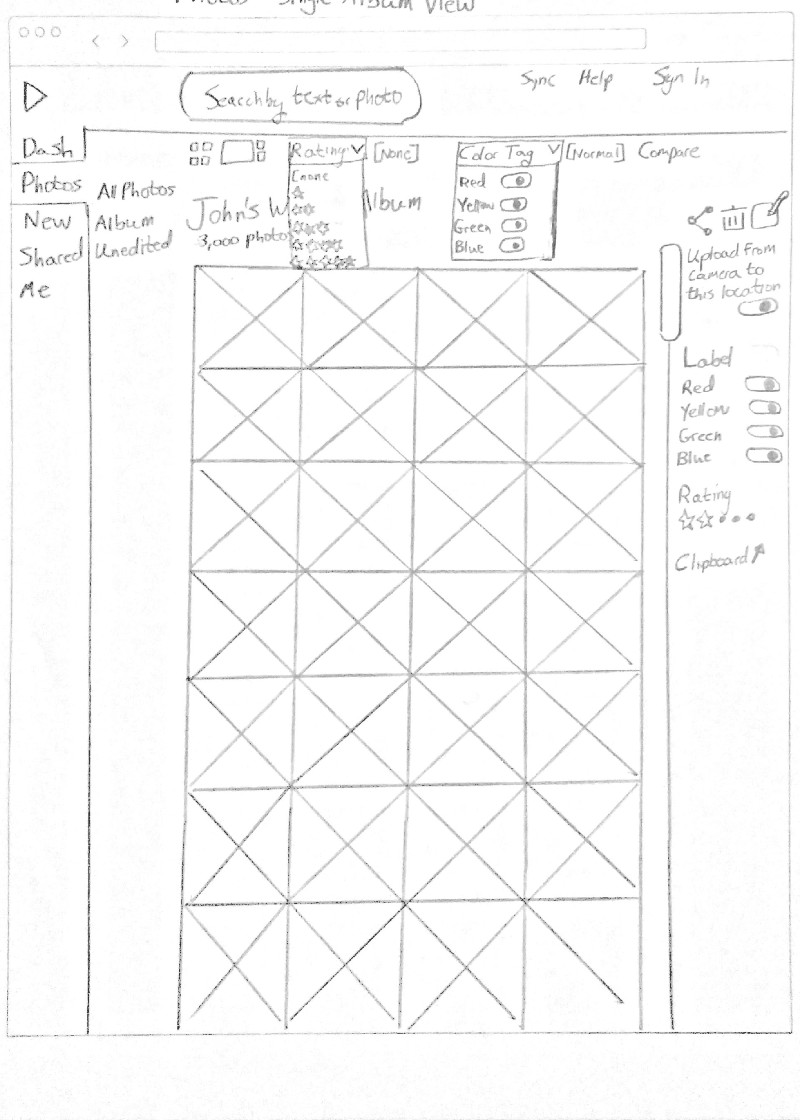 Photos Single Album View
Search by text or photo
Sync Help Sign In
Dash
Photos
New
Shared
Me
All Photos
Album
Unedited
Rating [None]
Color Tag [Normal] Compare
(none
Red
Yellow
Green
Blue
John's W Album
3,000 photo
Upload from
camera to
this location
Label
Red
Yellow
Green
Blue
Rating
Clipboard